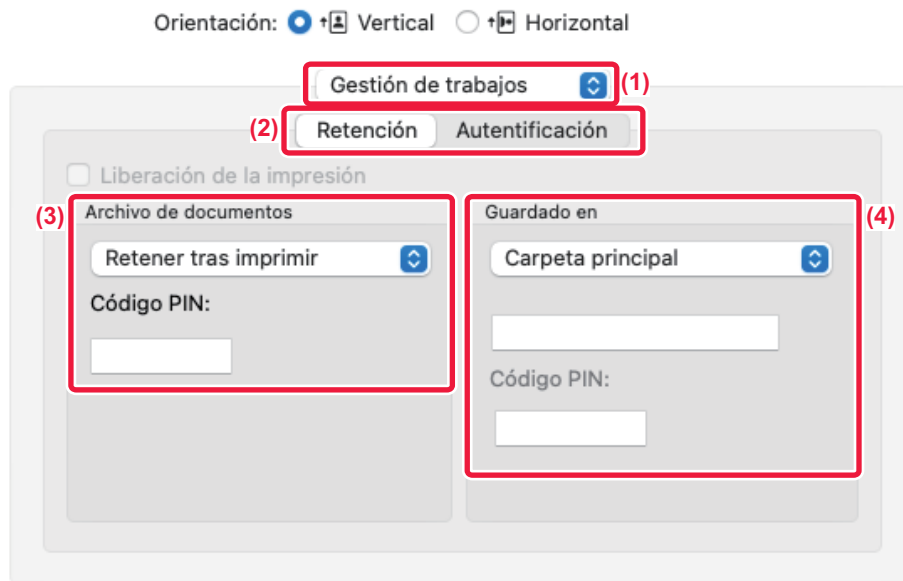 Orientación: Vertical Horizontal
Gestión de trabajos (1)
(2) Retención Autentificación
Liberación de la impresión
(3) Archivo de documentos
Retener tras imprimir
Código PIN:
Guardado en (4)
Carpeta principal
Código PIN: